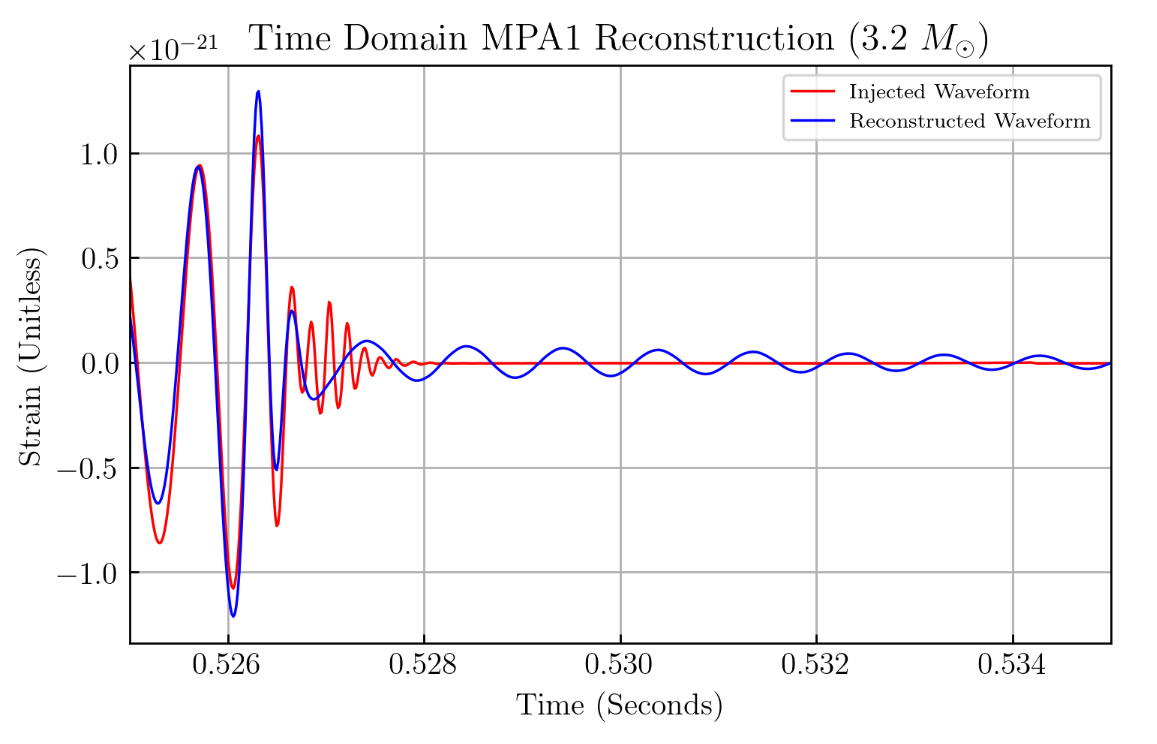 ×10⁻²¹ Time Domain MPA1 Reconstruction (3.2 M☉)
Injected Waveform
Reconstructed Waveform
1.0
0.5
0.0
−0.5
−1.0
Strain (Unitless)
0.526 0.528 0.530 0.532 0.534
Time (Seconds)